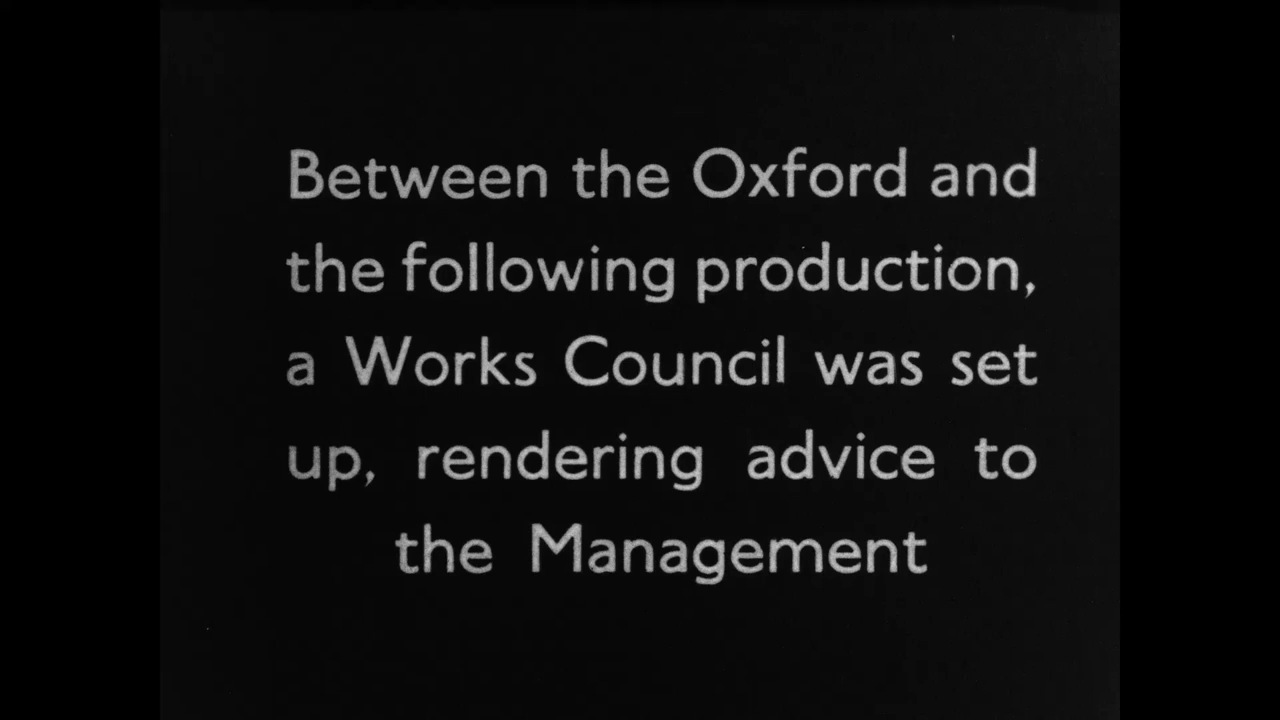 Between the Oxford and
the following production,
a Works Council was set
up, rendering advice to
the Management